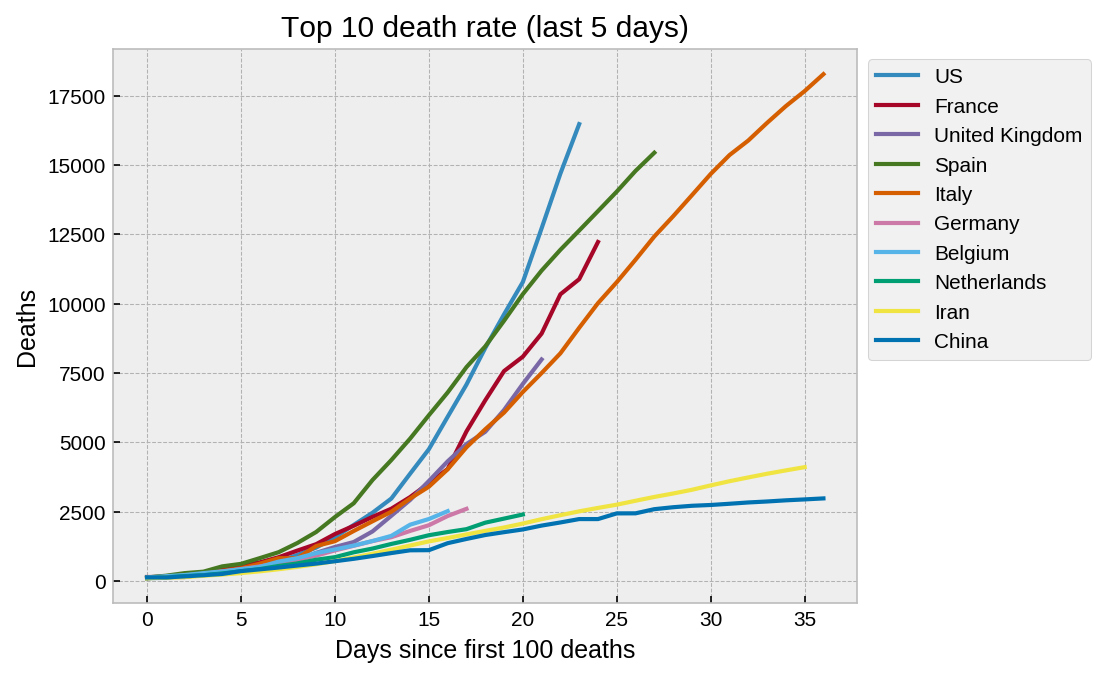 Top 10 death rate (last 5 days)
17500
15000
12500
10000
7500
5000
2500
0
Deaths
0 5 10 15 20 25 30 35
Days since first 100 deaths
US
France
United Kingdom
Spain
Italy
Germany
Belgium
Netherlands
Iran
China